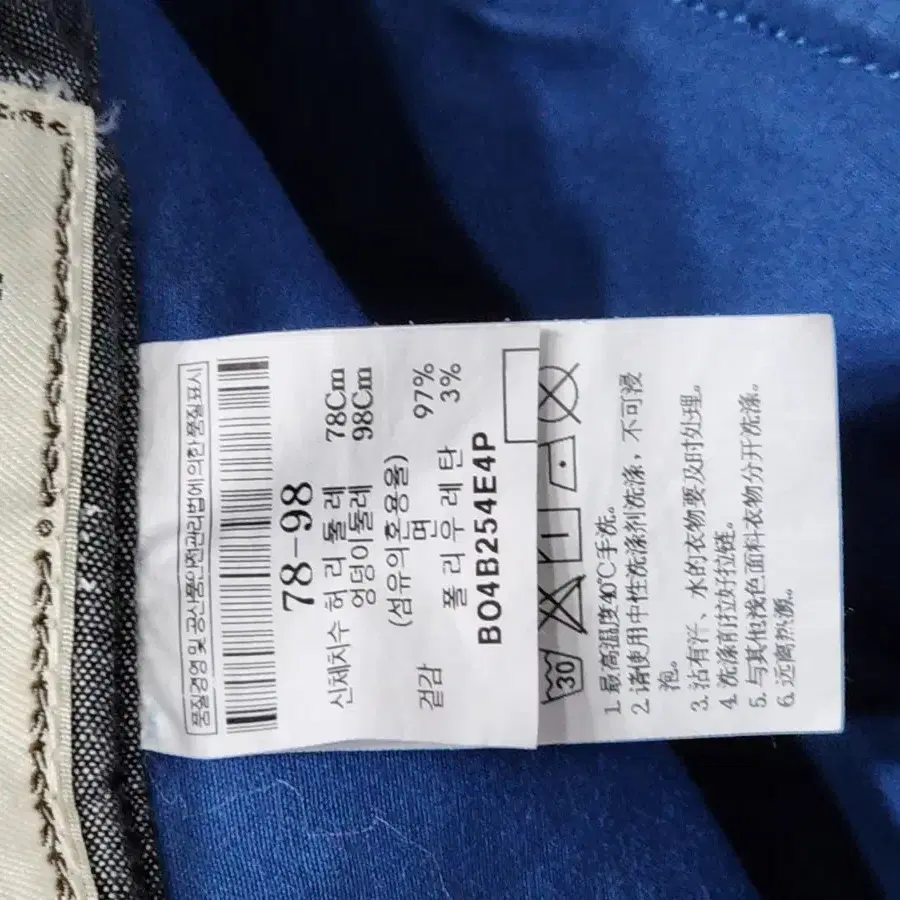 품질경영 및 공산품안전관리법에 의한 품질표시
78-98
신체치수 허 리 둘 레 78Cm
엉덩이둘레 98Cm
(섬유의혼용율)
겉감 면 97%
폴 리 우 레 탄 3%
BO4B254E4P
30
1. 最高温度40℃手洗。
2. 请使用中性洗涤剂洗涤，不可浸
泡。
3. 沾有汗、水的衣物要及时处理。
4. 洗涤前拉好拉链。
5. 与其他浅色面料衣物分开洗涤。
6. 远离热源。